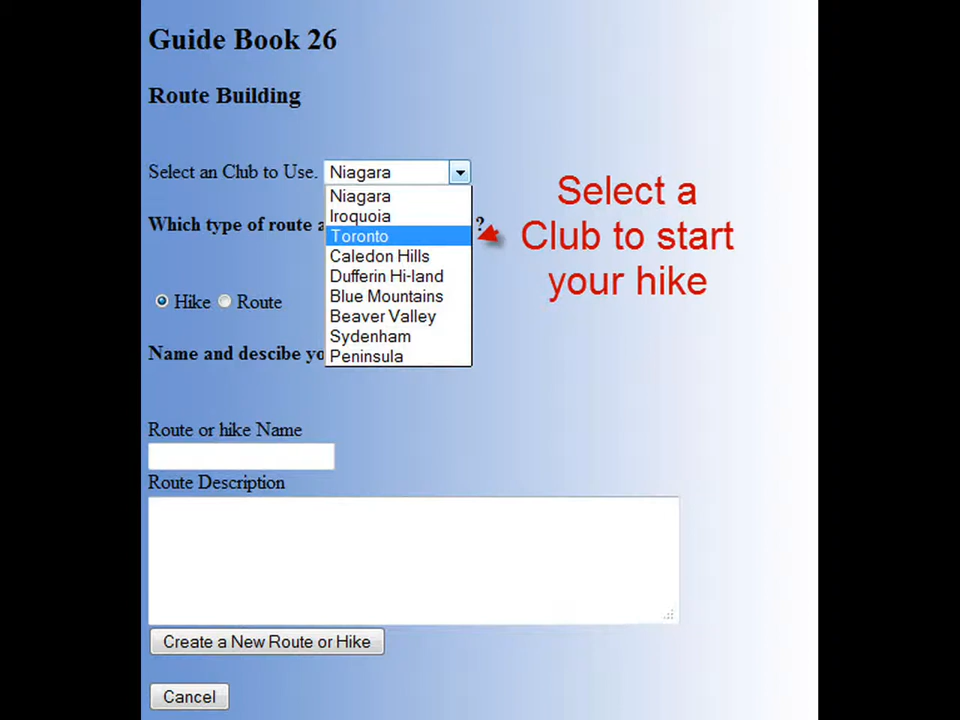 Guide Book 26
Route Building
Select an Club to Use. Niagara
Niagara
Iroquoia
Toronto
Caledon Hills
Dufferin Hi-land
Blue Mountains
Beaver Valley
Sydenham
Peninsula
Select a
Club to start
your hike
Which type of route a ?
Hike Route
Name and descibe yo
Route or hike Name
Route Description
Create a New Route or Hike
Cancel